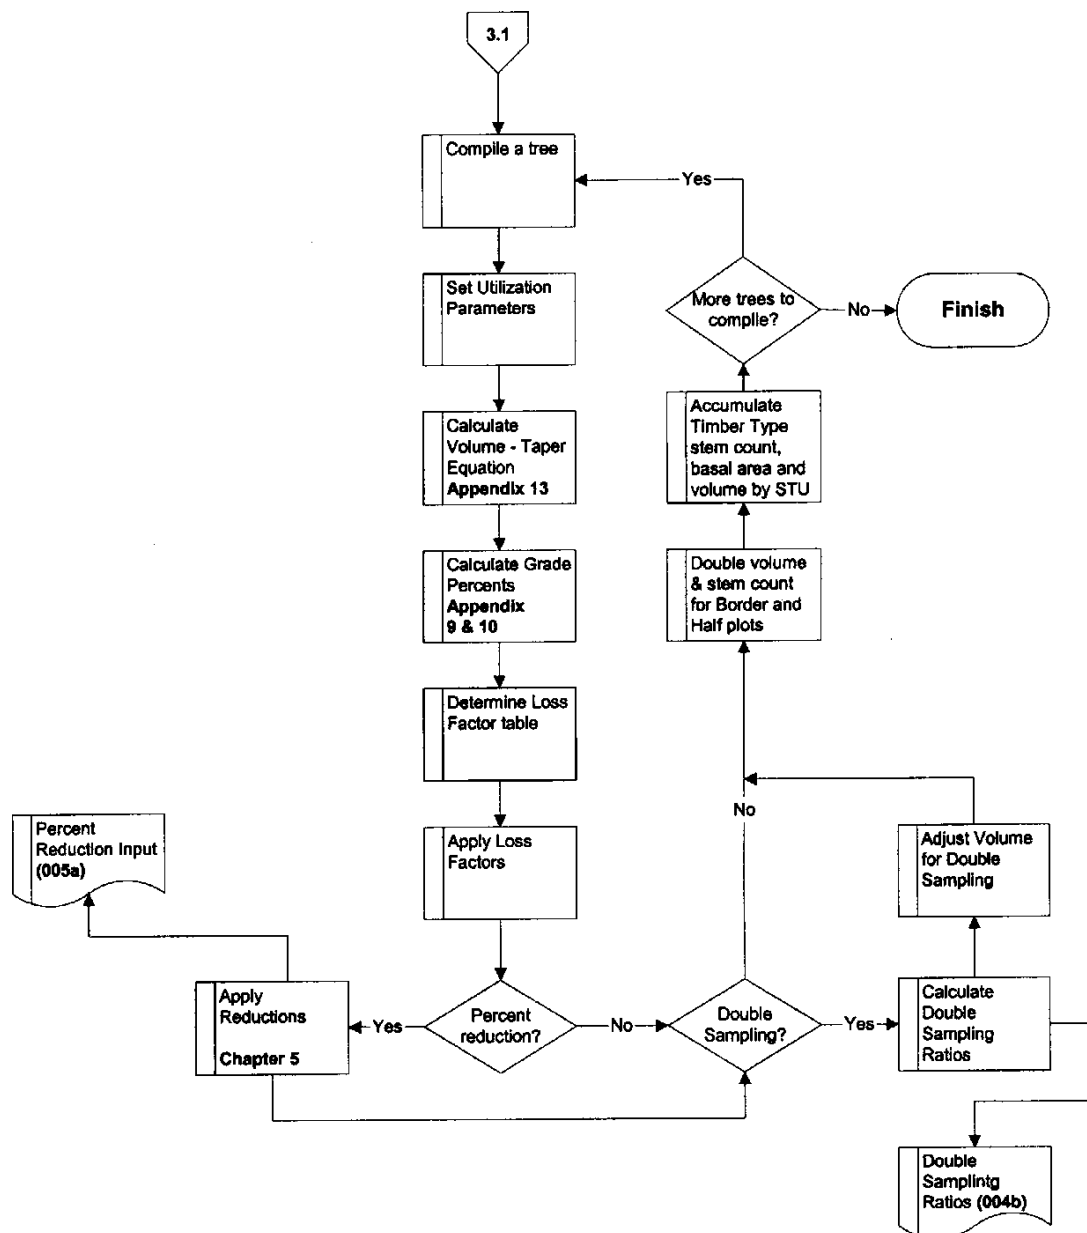 3.1
Compile a tree
Yes
Set Utilization
Parameters
More trees to
compile?
No
Finish
Calculate
Volume - Taper
Equation
Appendix 13
Accumulate
Timber Type
stem count,
basal area and
volume by STU
Calculate Grade
Percents
Appendix
9 & 10
Double volume
& stem count
for Border and
Half plots
Determine Loss
Factor table
No
Percent
Reduction Input
(005a)
Apply Loss
Factors
Adjust Volume
for Double
Sampling
Apply
Reductions
Chapter 5
Yes
Percent
reduction?
No
Double
Sampling?
Yes
Calculate
Double
Sampling
Ratios
Double
Samplintg
Ratios (004b)